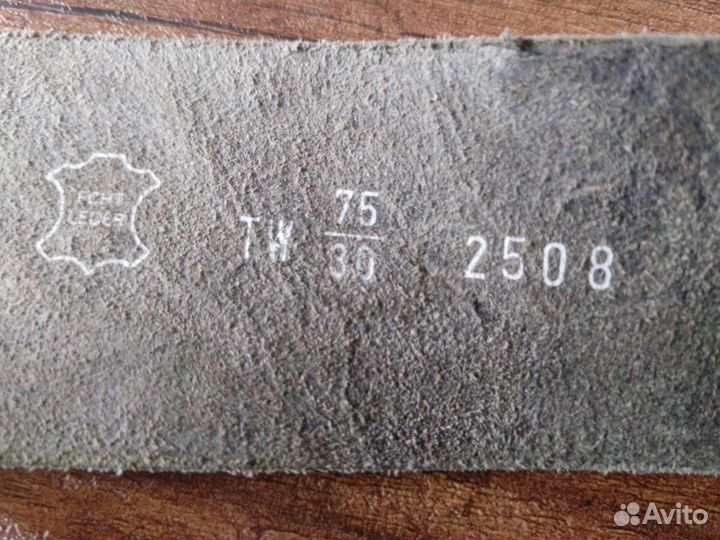 ECHT
LEDER
TW 75/30 2508
Avito